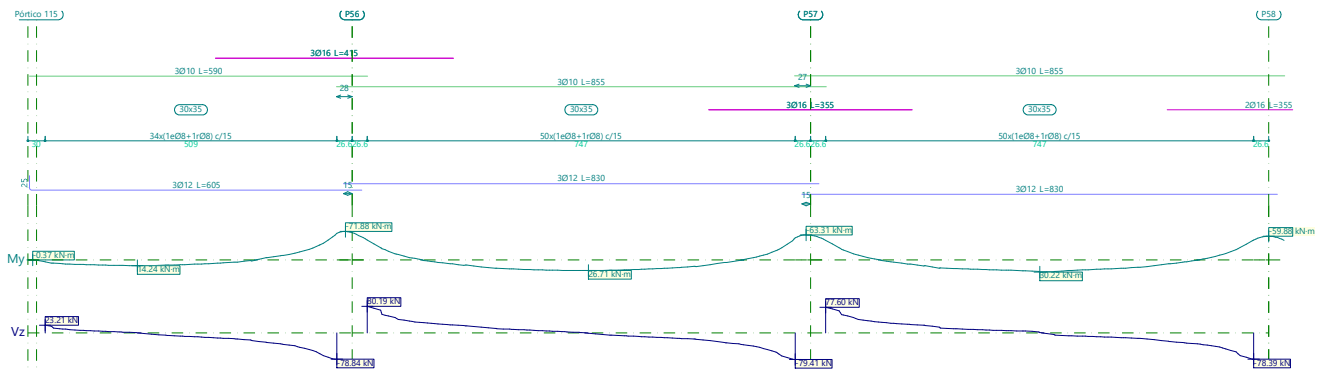 Pórtico 115
P56
P57
P58
3Ø16 L=415
3Ø10 L=590
3Ø10 L=855
3Ø10 L=855
28
27
30x35
30x35
30x35
3Ø16 L=355
2Ø16 L=355
34x(1eØ8+1rØ8) c/15
50x(1eØ8+1rØ8) c/15
50x(1eØ8+1rØ8) c/15
30
509
26.6
26.6
747
26.6
26.6
747
26.6
25
3Ø12 L=605
15
3Ø12 L=830
15
3Ø12 L=830
My
-0.37 kN·m
14.24 kN·m
-71.88 kN·m
26.71 kN·m
-63.31 kN·m
30.22 kN·m
-59.88 kN·m
Vz
23.21 kN
-78.84 kN
80.19 kN
-79.41 kN
77.60 kN
-78.39 kN